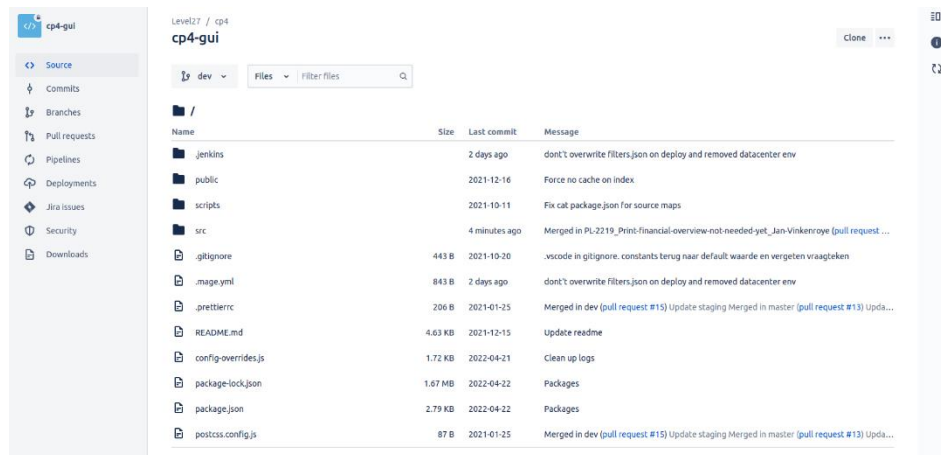 cp4-gui
Source
Commits
Branches
Pull requests
Pipelines
Deployments
Jira issues
Security
Downloads
Level27 / cp4
cp4-gui
Clone
dev
Files
Filter files
/
Name Size Last commit Message
.jenkins 2 days ago dont't overwrite filters.json on deploy and removed datacenter env
public 2021-12-16 Force no cache on index
scripts 2021-10-11 Fix cat package.json for source maps
src 4 minutes ago Merged in PL-2219_Print-financial-overview-not-needed-yet_Jan-Vinkenroye (pull request ...
.gitignore 443 B 2021-10-20 .vscode in gitignore. constants terug naar default waarde en vergeten vraagteken
.mage.yml 843 B 2 days ago dont't overwrite filters.json on deploy and removed datacenter env
.prettierrc 206 B 2021-01-25 Merged in dev (pull request #15) Update staging Merged in master (pull request #13) Upda...
README.md 4.63 KB 2021-12-15 Update readme
config-overrides.js 1.72 KB 2022-04-21 Clean up logs
package-lock.json 1.67 MB 2022-04-22 Packages
package.json 2.79 KB 2022-04-22 Packages
postcss.config.js 87 B 2021-01-25 Merged in dev (pull request #15) Update staging Merged in master (pull request #13) Upda...